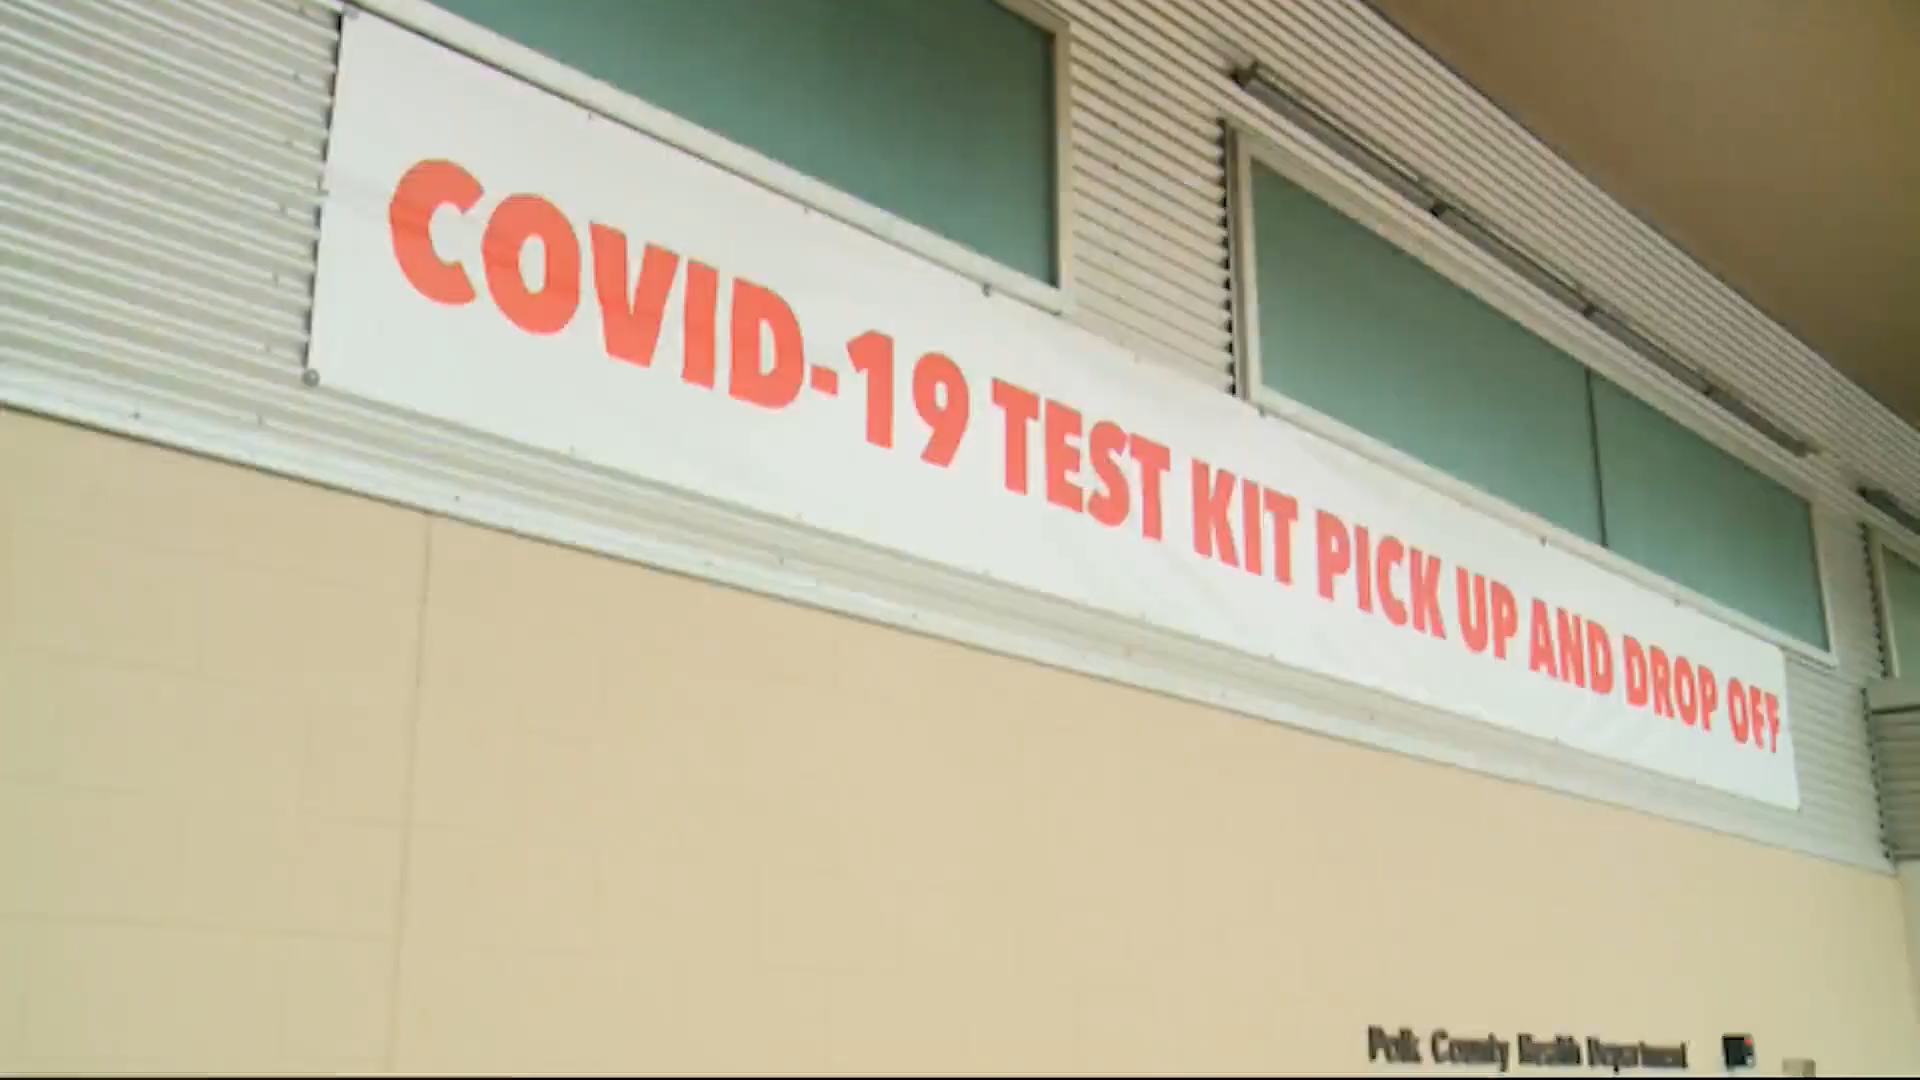 COVID-19 TEST KIT PICK UP AND DROP OFF
Polk County Health Department